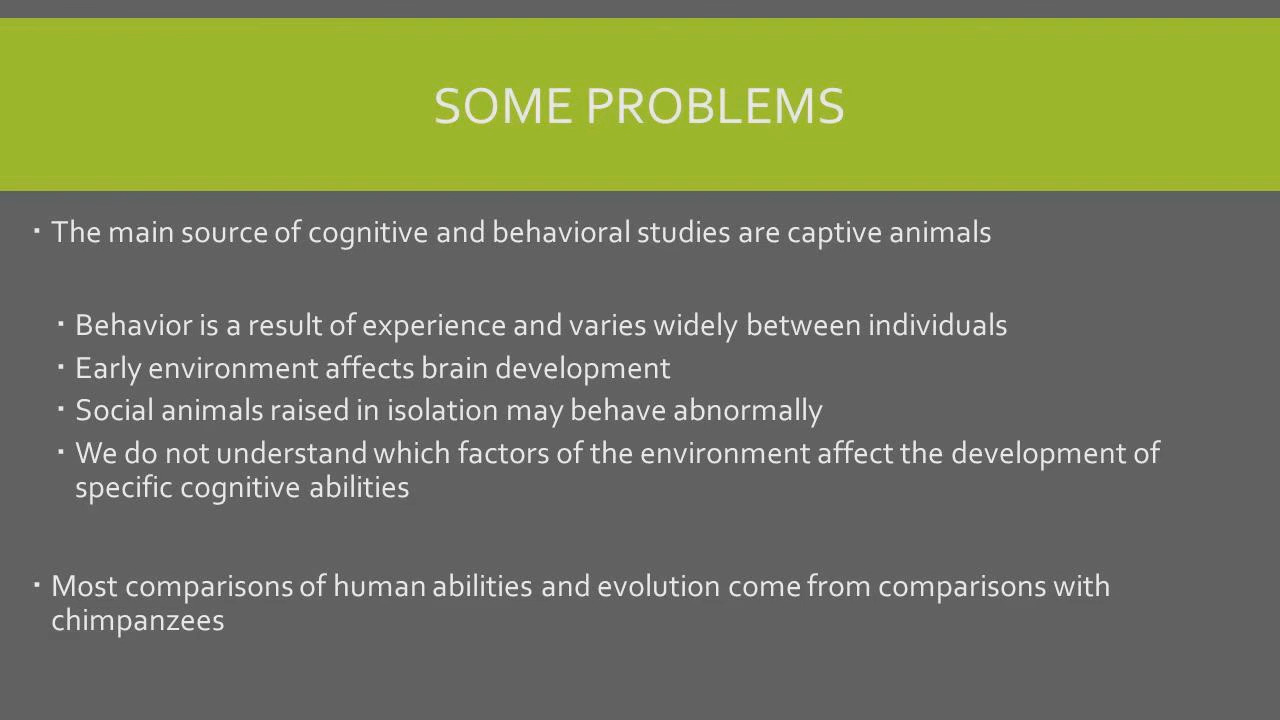 SOME PROBLEMS
▪ The main source of cognitive and behavioral studies are captive animals
▪ Behavior is a result of experience and varies widely between individuals
▪ Early environment affects brain development
▪ Social animals raised in isolation may behave abnormally
▪ We do not understand which factors of the environment affect the development of
specific cognitive abilities
▪ Most comparisons of human abilities and evolution come from comparisons with
chimpanzees